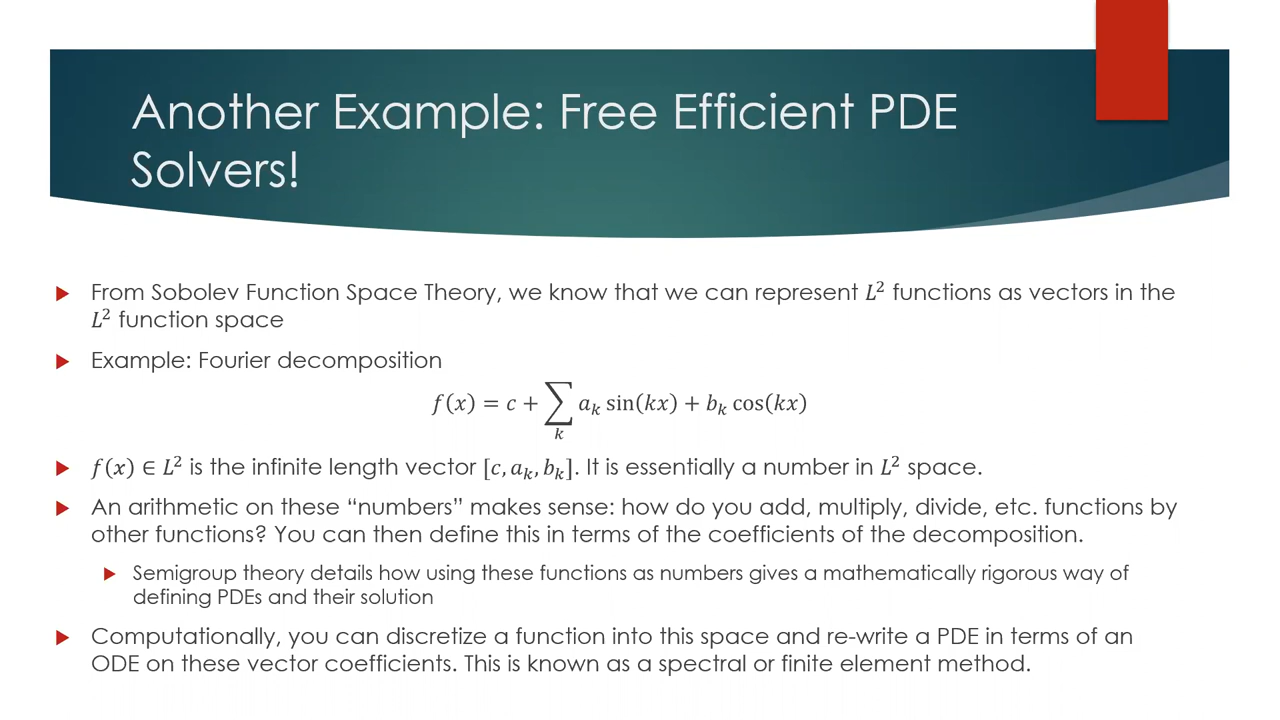 Another Example: Free Efficient PDE
Solvers!
From Sobolev Function Space Theory, we know that we can represent L² functions as vectors in the
L² function space
Example: Fourier decomposition
f(x) = c + ∑ₖ aₖ sin(kx) + bₖ cos(kx)
f(x) ∈ L² is the infinite length vector [c, aₖ, bₖ]. It is essentially a number in L² space.
An arithmetic on these “numbers” makes sense: how do you add, multiply, divide, etc. functions by
other functions? You can then define this in terms of the coefficients of the decomposition.
Semigroup theory details how using these functions as numbers gives a mathematically rigorous way of
defining PDEs and their solution
Computationally, you can discretize a function into this space and re-write a PDE in terms of an
ODE on these vector coefficients. This is known as a spectral or finite element method.